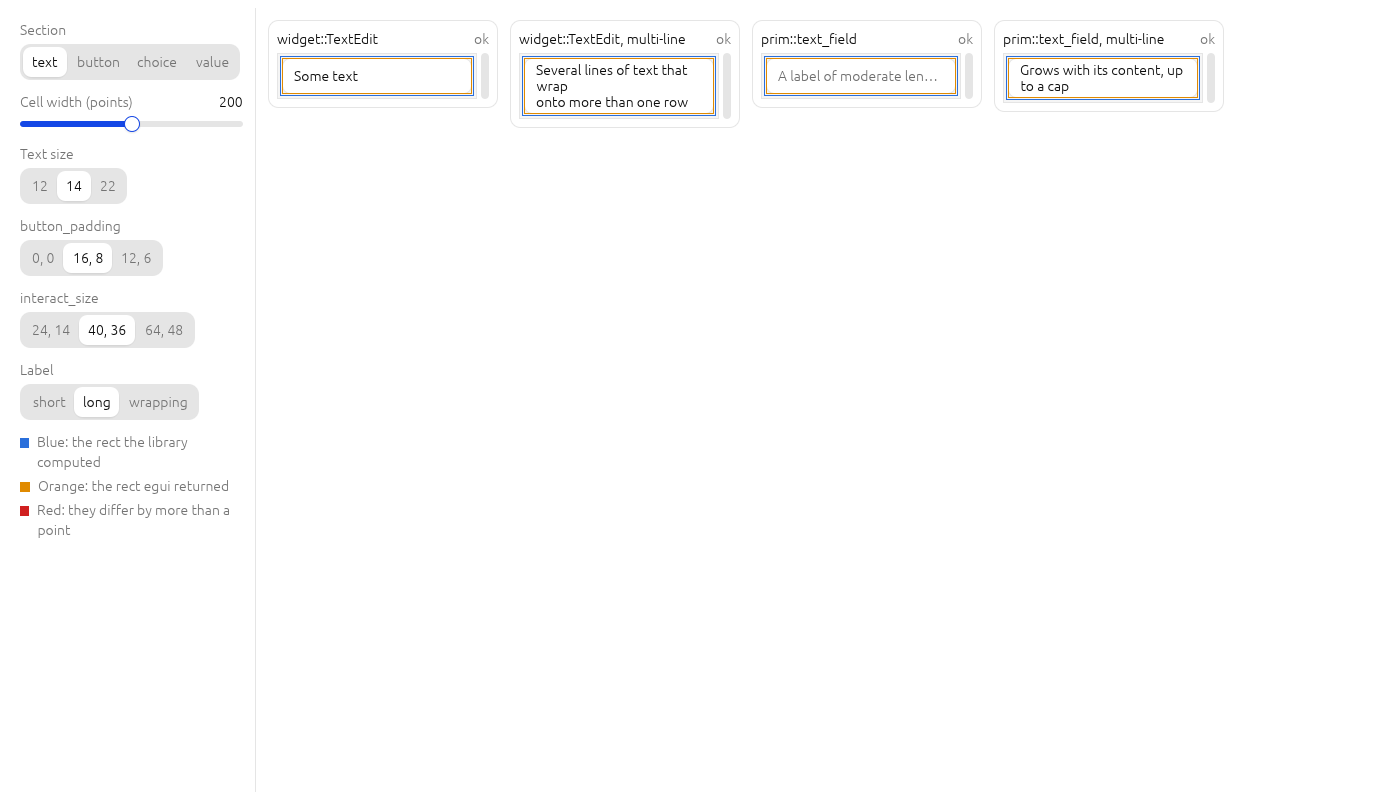 Section
text button choice value
Cell width (points) 200
Text size
12 14 22
button_padding
0, 0 16, 8 12, 6
interact_size
24, 14 40, 36 64, 48
Label
short long wrapping
Blue: the rect the library
computed
Orange: the rect egui returned
Red: they differ by more than a
point
widget::TextEdit ok
Some text
widget::TextEdit, multi-line ok
Several lines of text that
wrap
onto more than one row
prim::text_field ok
A label of moderate len…
prim::text_field, multi-line ok
Grows with its content, up
to a cap